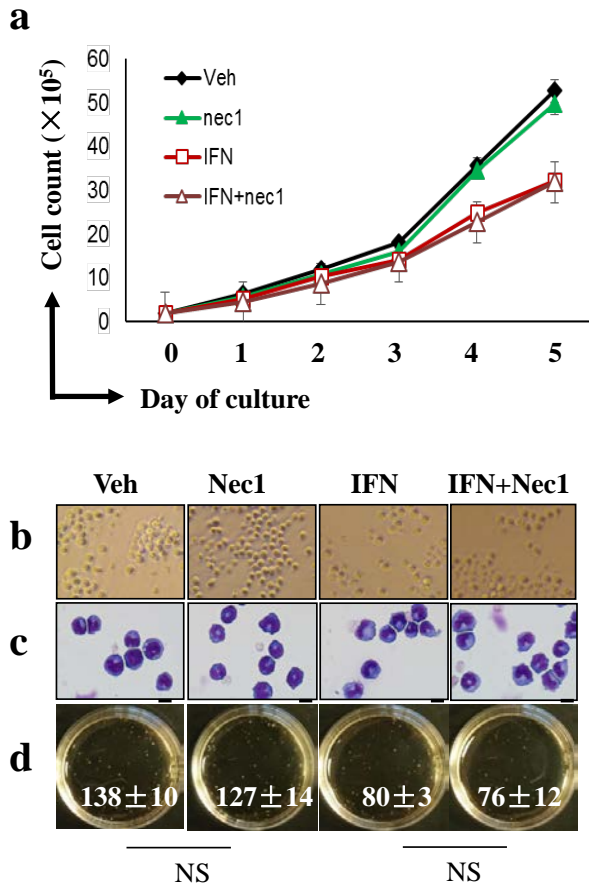 a
Cell count (×10⁵)
60
50
40
30
20
10
0
Veh
nec1
IFN
IFN+nec1
0 1 2 3 4 5
Day of culture
Veh Nec1 IFN IFN+Nec1
b
c
d
138±10 127±14 80±3 76±12
NS NS